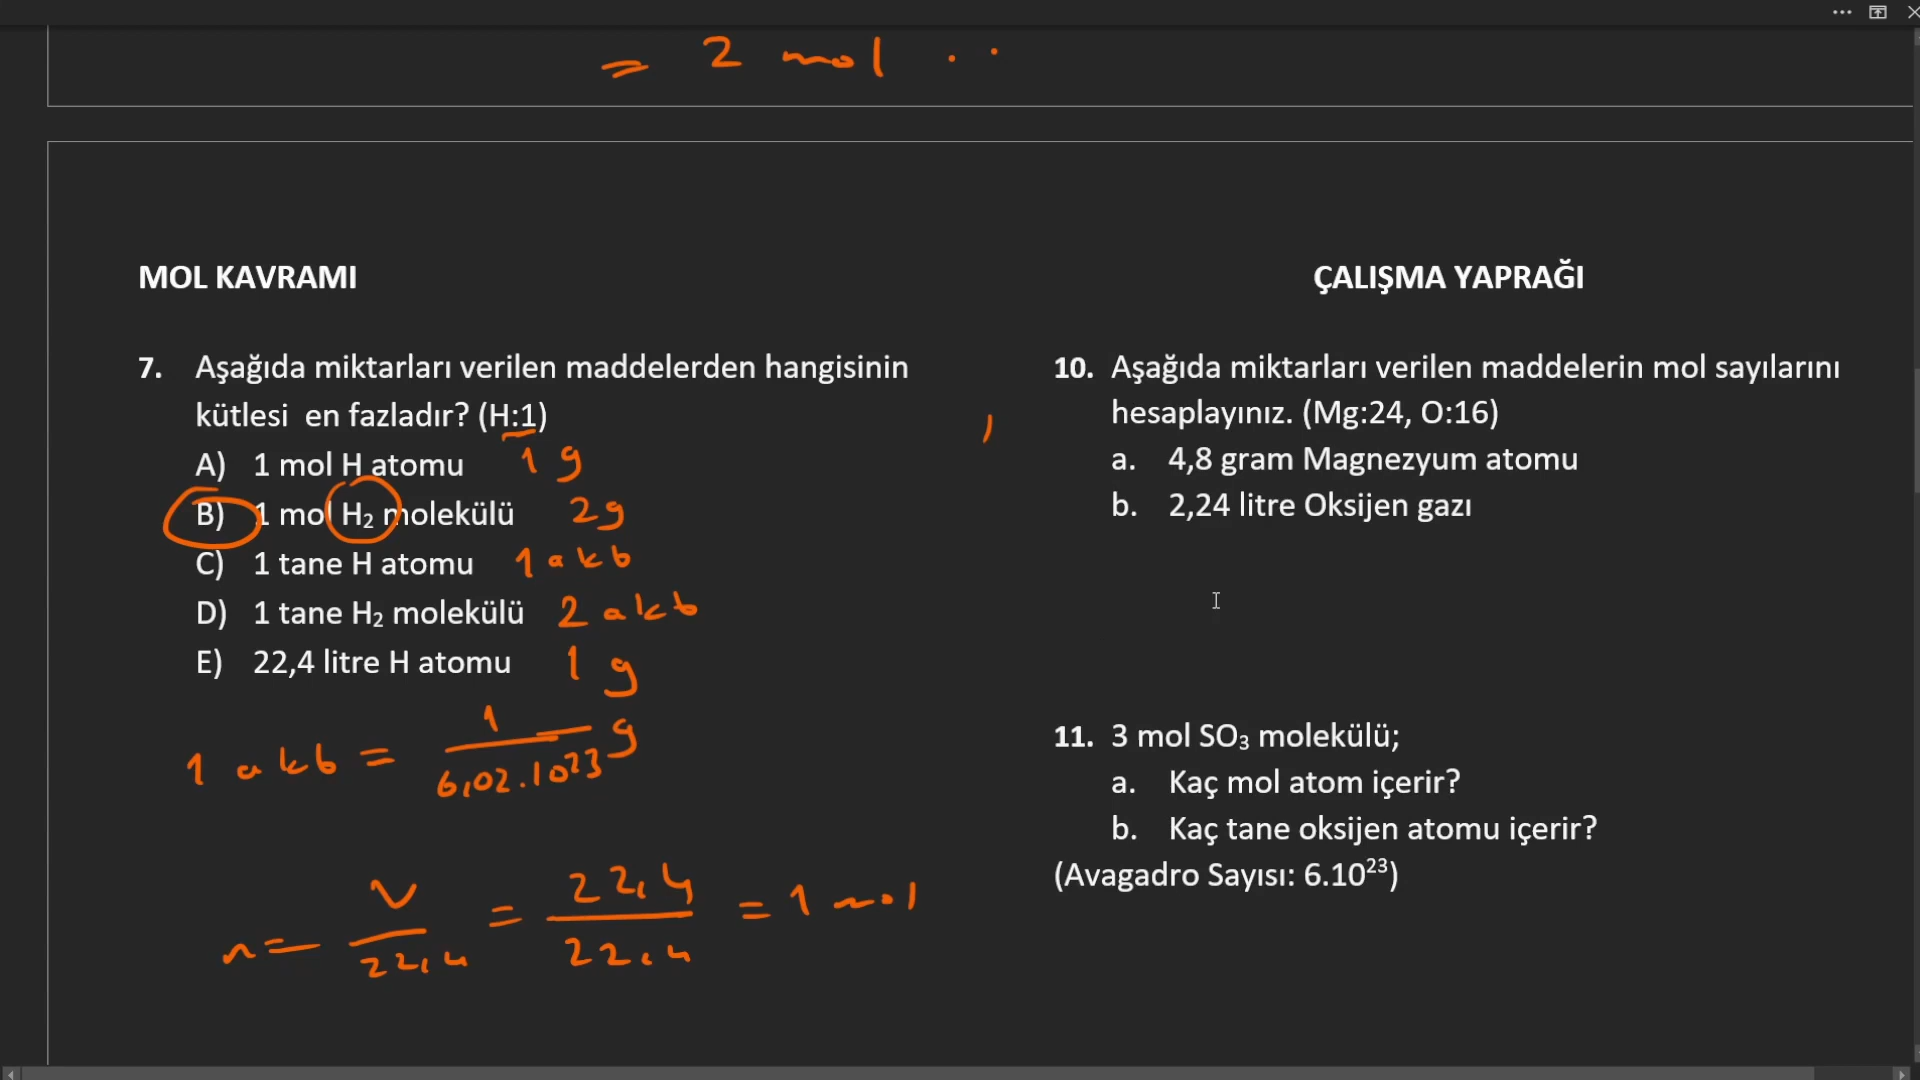 = 2 mol . .
MOL KAVRAMI
ÇALIŞMA YAPRAĞI
7. Aşağıda miktarları verilen maddelerden hangisinin
kütlesi en fazladır? (H:1)
A) 1 mol H atomu 1 g
B) 1 mol H₂ molekülü 2g
C) 1 tane H atomu 1 akb
D) 1 tane H₂ molekülü 2 akb
E) 22,4 litre H atomu 1 g
1 akb = 1 / 6,02.10²³ g
n = V / 22,4 = 22,4 / 22,4 = 1 mol
10. Aşağıda miktarları verilen maddelerin mol sayılarını
hesaplayınız. (Mg:24, O:16)
a. 4,8 gram Magnezyum atomu
b. 2,24 litre Oksijen gazı
11. 3 mol SO₃ molekülü;
a. Kaç mol atom içerir?
b. Kaç tane oksijen atomu içerir?
(Avagadro Sayısı: 6.10²³)